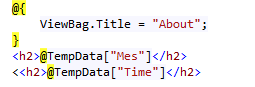 @{
    ViewBag.Title = "About";
}
<h2>@TempData["Mes"]</h2>
<<h2>@TempData["Time"]</h2>